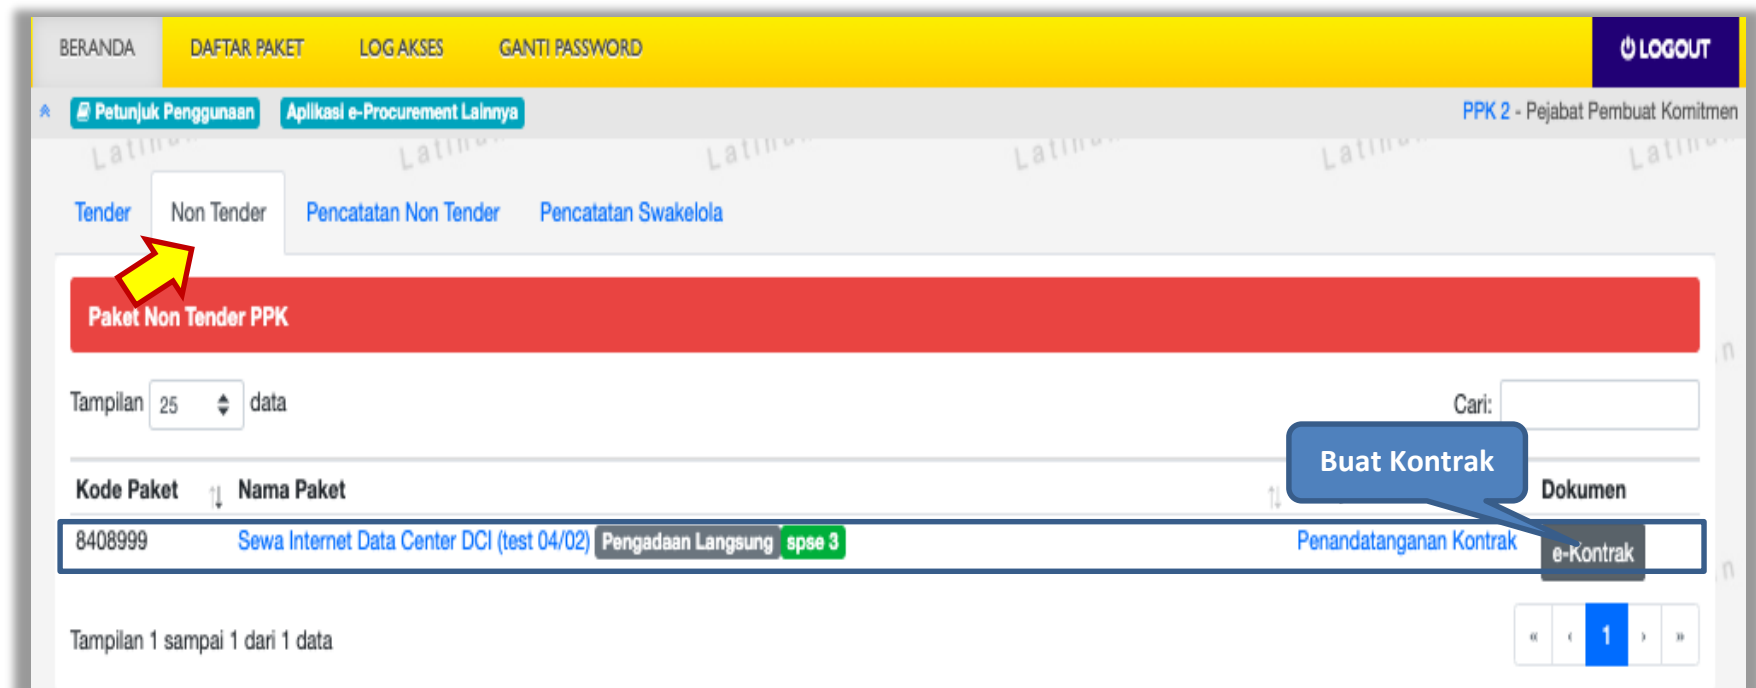 BERANDA DAFTAR PAKET LOG AKSES GANTI PASSWORD LOGOUT
Petunjuk Penggunaan Aplikasi e-Procurement Lainnya PPK 2 - Pejabat Pembuat Komitmen
Tender Non Tender Pencatatan Non Tender Pencatatan Swakelola
Paket Non Tender PPK
Tampilan 25 data Cari:
Buat Kontrak
Kode Paket Nama Paket Dokumen
8408999 Sewa Internet Data Center DCI (test 04/02) Pengadaan Langsung spse 3 Penandatanganan Kontrak e-Kontrak
Tampilan 1 sampai 1 dari 1 data « ‹ 1 › »